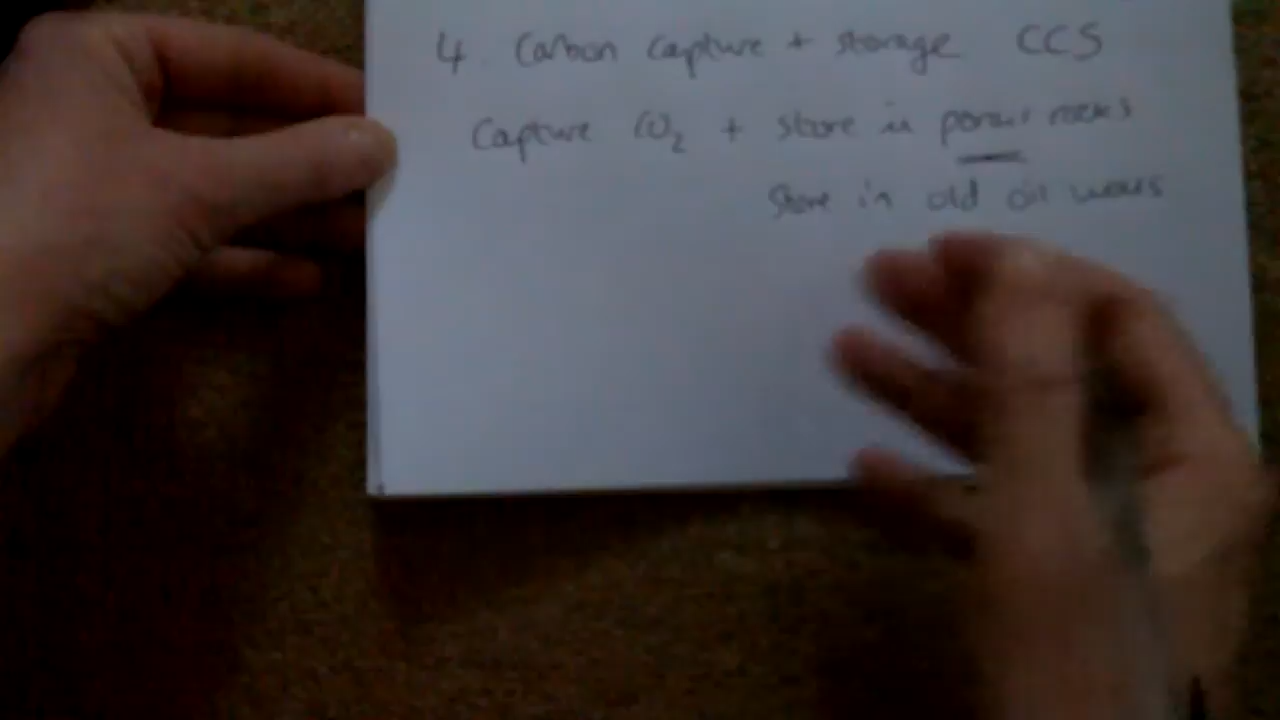 4. Carbon capture + storage CCS
Capture CO2 + store in porous rocks
Store in old oil wells